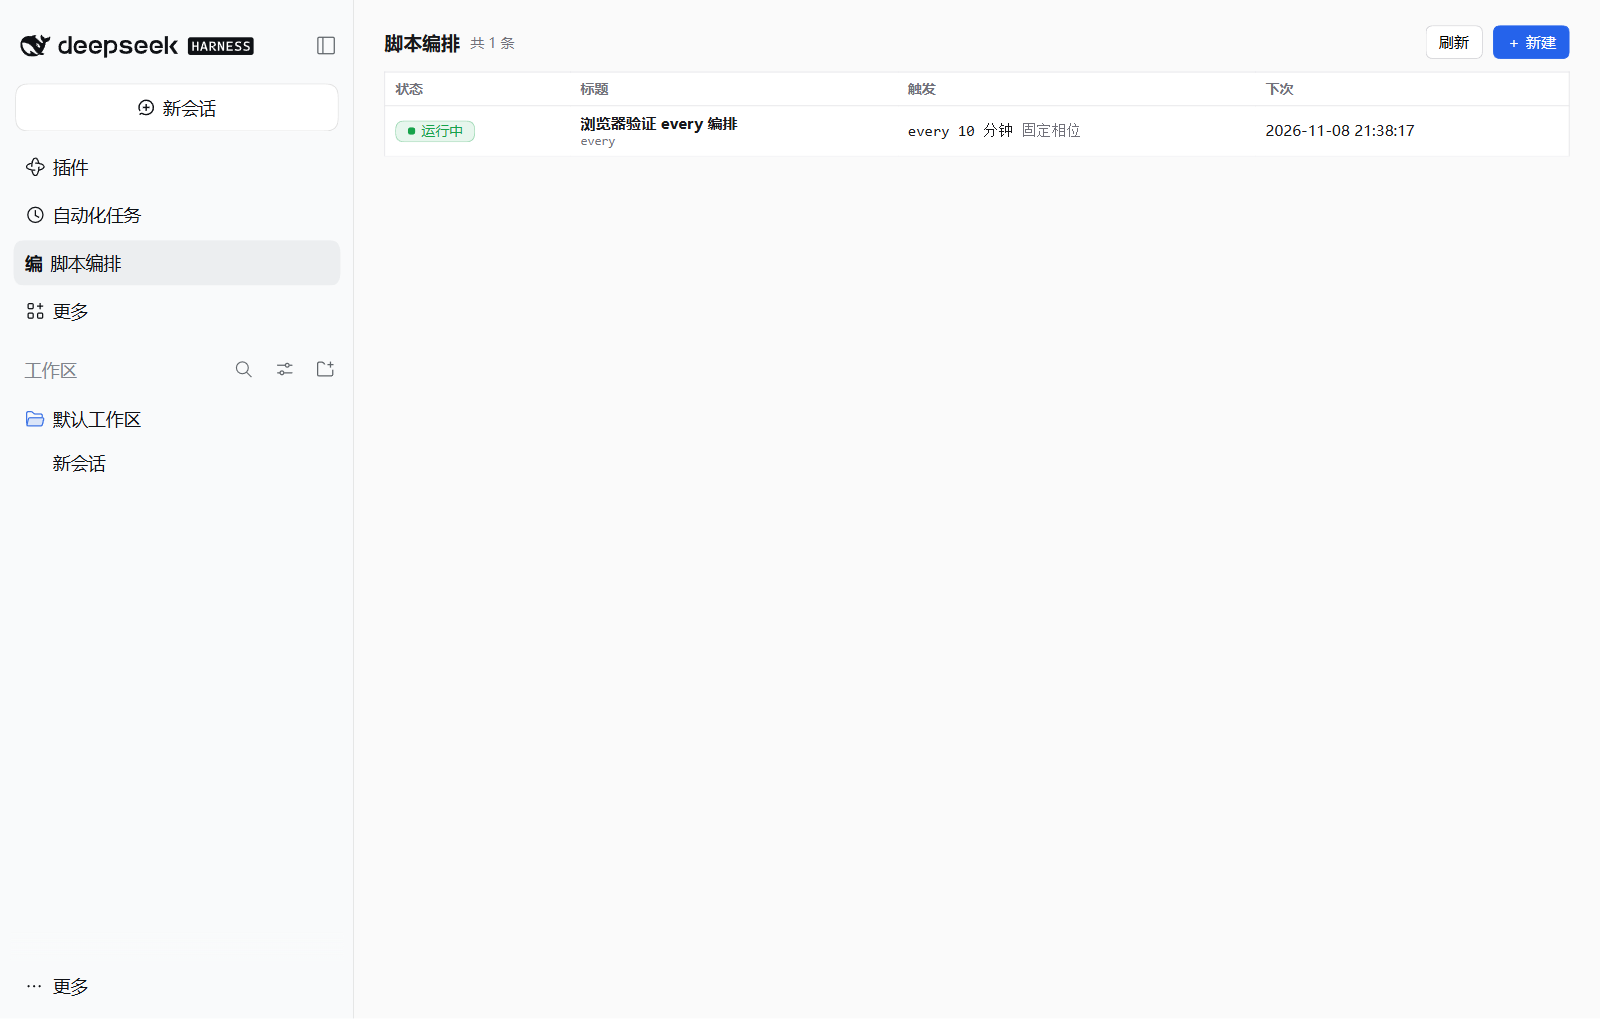 deepseek HARNESS
新会话
插件
自动化任务
编 脚本编排
更多
工作区
默认工作区
新会话
更多
脚本编排 共 1 条
刷新
+ 新建
状态 标题 触发 下次
运行中 浏览器验证 every 编排 every 10 分钟 固定相位 2026-11-08 21:38:17
every